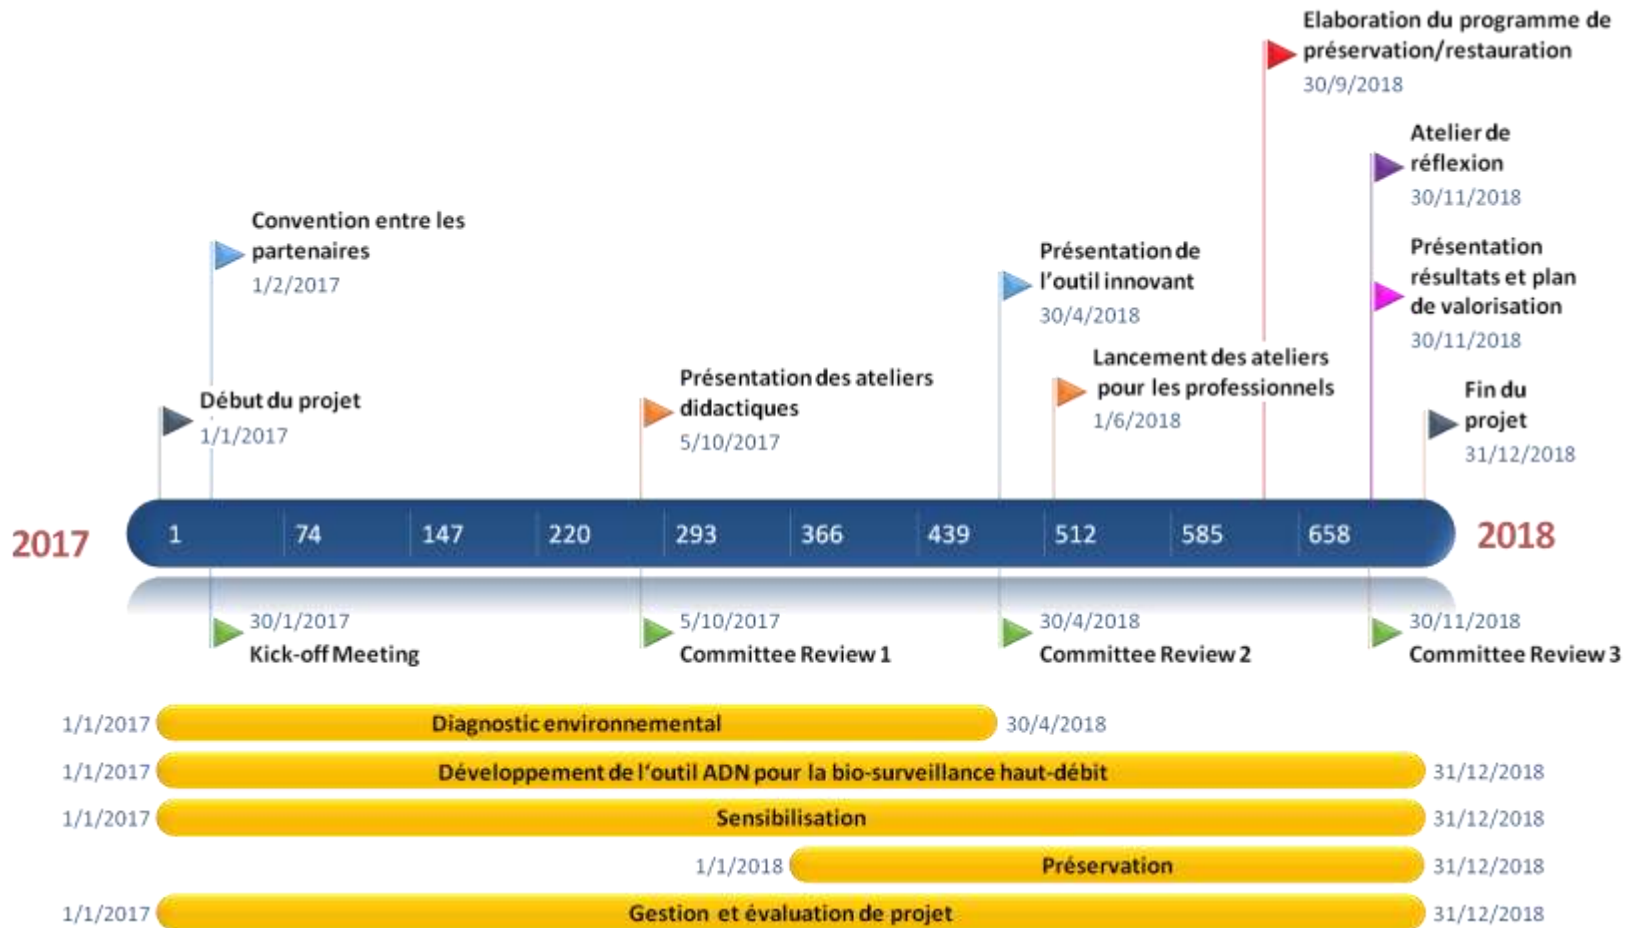 Elaboration du programme de
préservation/restauration
30/9/2018
Atelier de
réflexion
30/11/2018
Convention entre les
partenaires
1/2/2017
Présentation de
l'outil innovant
30/4/2018
Présentation
résultats et plan
de valorisation
30/11/2018
Début du projet
1/1/2017
Présentation des ateliers
didactiques
5/10/2017
Lancement des ateliers
pour les professionnels
1/6/2018
Fin du
projet
31/12/2018
2017 1 74 147 220 293 366 439 512 585 658 2018
30/1/2017
Kick-off Meeting
5/10/2017
Committee Review 1
30/4/2018
Committee Review 2
30/11/2018
Committee Review 3
1/1/2017 Diagnostic environnemental 30/4/2018
1/1/2017 Développement de l'outil ADN pour la bio-surveillance haut-débit 31/12/2018
1/1/2017 Sensibilisation 31/12/2018
1/1/2018 Préservation 31/12/2018
1/1/2017 Gestion et évaluation de projet 31/12/2018